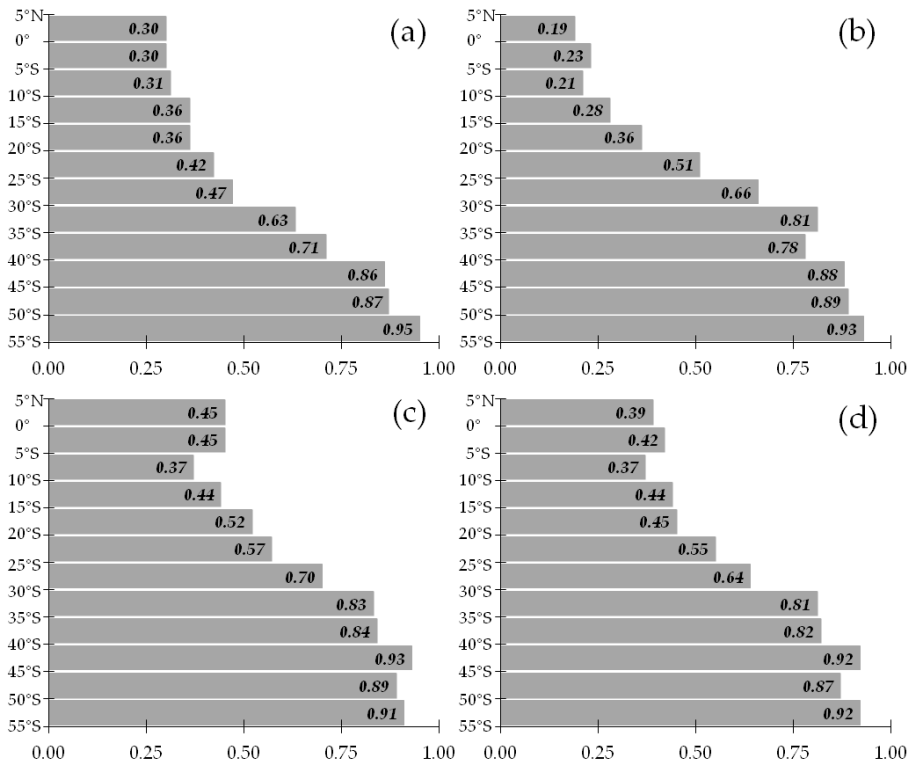 (a)
5°N
0.30
0°
0.30
5°S
0.31
10°S
0.36
15°S
0.36
20°S
0.42
25°S
0.47
30°S
0.63
35°S
0.71
40°S
0.86
45°S
0.87
50°S
0.95
55°S
0.00 0.25 0.50 0.75 1.00
(b)
5°N
0.19
0°
0.23
5°S
0.21
10°S
0.28
15°S
0.36
20°S
0.51
25°S
0.66
30°S
0.81
35°S
0.78
40°S
0.88
45°S
0.89
50°S
0.93
55°S
0.00 0.25 0.50 0.75 1.00
(c)
5°N
0.45
0°
0.45
5°S
0.37
10°S
0.44
15°S
0.52
20°S
0.57
25°S
0.70
30°S
0.83
35°S
0.84
40°S
0.93
45°S
0.89
50°S
0.91
55°S
0.00 0.25 0.50 0.75 1.00
(d)
5°N
0.39
0°
0.42
5°S
0.37
10°S
0.44
15°S
0.45
20°S
0.55
25°S
0.64
30°S
0.81
35°S
0.82
40°S
0.92
45°S
0.87
50°S
0.92
55°S
0.00 0.25 0.50 0.75 1.00